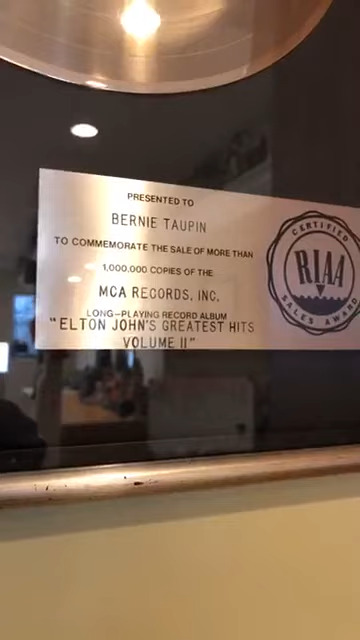 PRESENTED TO
BERNIE TAUPIN
TO COMMEMORATE THE SALE OF MORE THAN
1,000,000 COPIES OF THE
MCA RECORDS, INC.
LONG-PLAYING RECORD ALBUM
"ELTON JOHN'S GREATEST HITS
VOLUME II"
CERTIFIED
RIAA
SALES AWARD